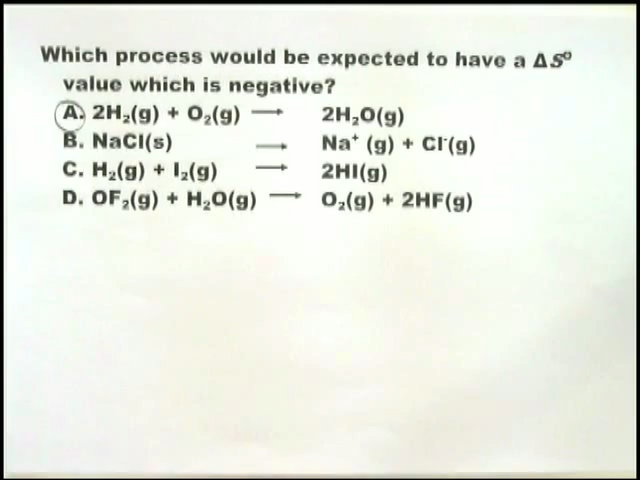 Which process would be expected to have a ΔS° value which is negative?
A. 2H₂(g) + O₂(g) ⟶ 2H₂O(g)
B. NaCl(s) ⟶ Na⁺ (g) + Cl⁻(g)
C. H₂(g) + I₂(g) ⟶ 2HI(g)
D. OF₂(g) + H₂O(g) ⟶ O₂(g) + 2HF(g)